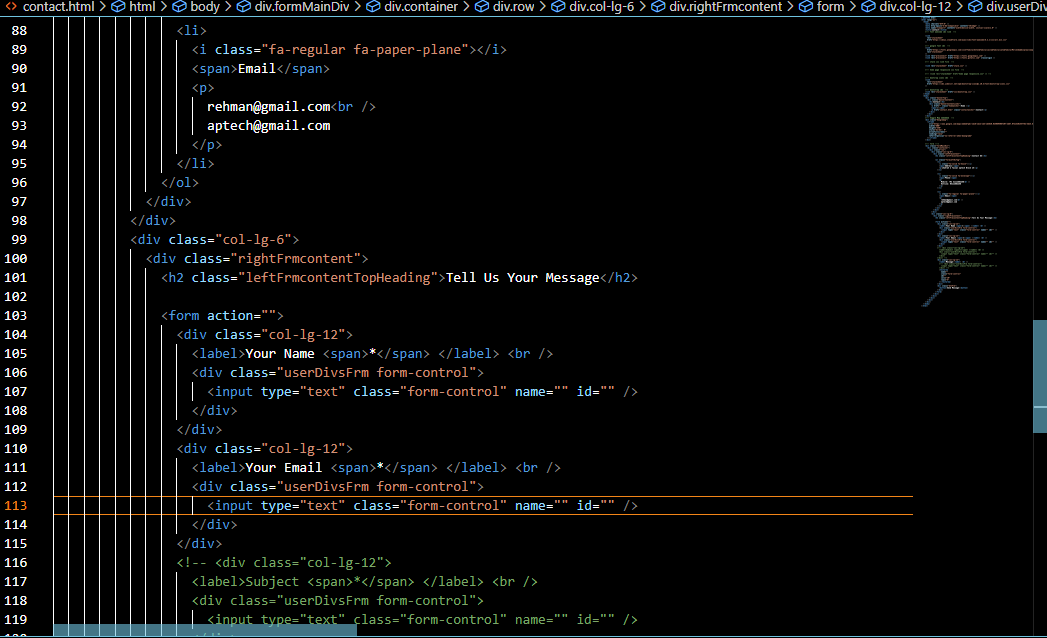 contact.html > html > body > div.formMainDiv > div.container > div.row > div.col-lg-6 > div.rightFrmcontent > form > div.col-lg-12 > div.userDiv
88 <li>
89 <i class="fa-regular fa-paper-plane"></i>
90 <span>Email</span>
91 <p>
92 rehman@gmail.com<br />
93 aptech@gmail.com
94 </p>
95 </li>
96 </ol>
97 </div>
98 </div>
99 <div class="col-lg-6">
100 <div class="rightFrmcontent">
101 <h2 class="leftFrmcontentTopHeading">Tell Us Your Message</h2>
102
103 <form action="">
104 <div class="col-lg-12">
105 <label>Your Name <span>*</span> </label> <br />
106 <div class="userDivsFrm form-control">
107 <input type="text" class="form-control" name="" id="" />
108 </div>
109 </div>
110 <div class="col-lg-12">
111 <label>Your Email <span>*</span> </label> <br />
112 <div class="userDivsFrm form-control">
113 <input type="text" class="form-control" name="" id="" />
114 </div>
115 </div>
116 <!-- <div class="col-lg-12">
117 <label>Subject <span>*</span> </label> <br />
118 <div class="userDivsFrm form-control">
119 <input type="text" class="form-control" name="" id="" />